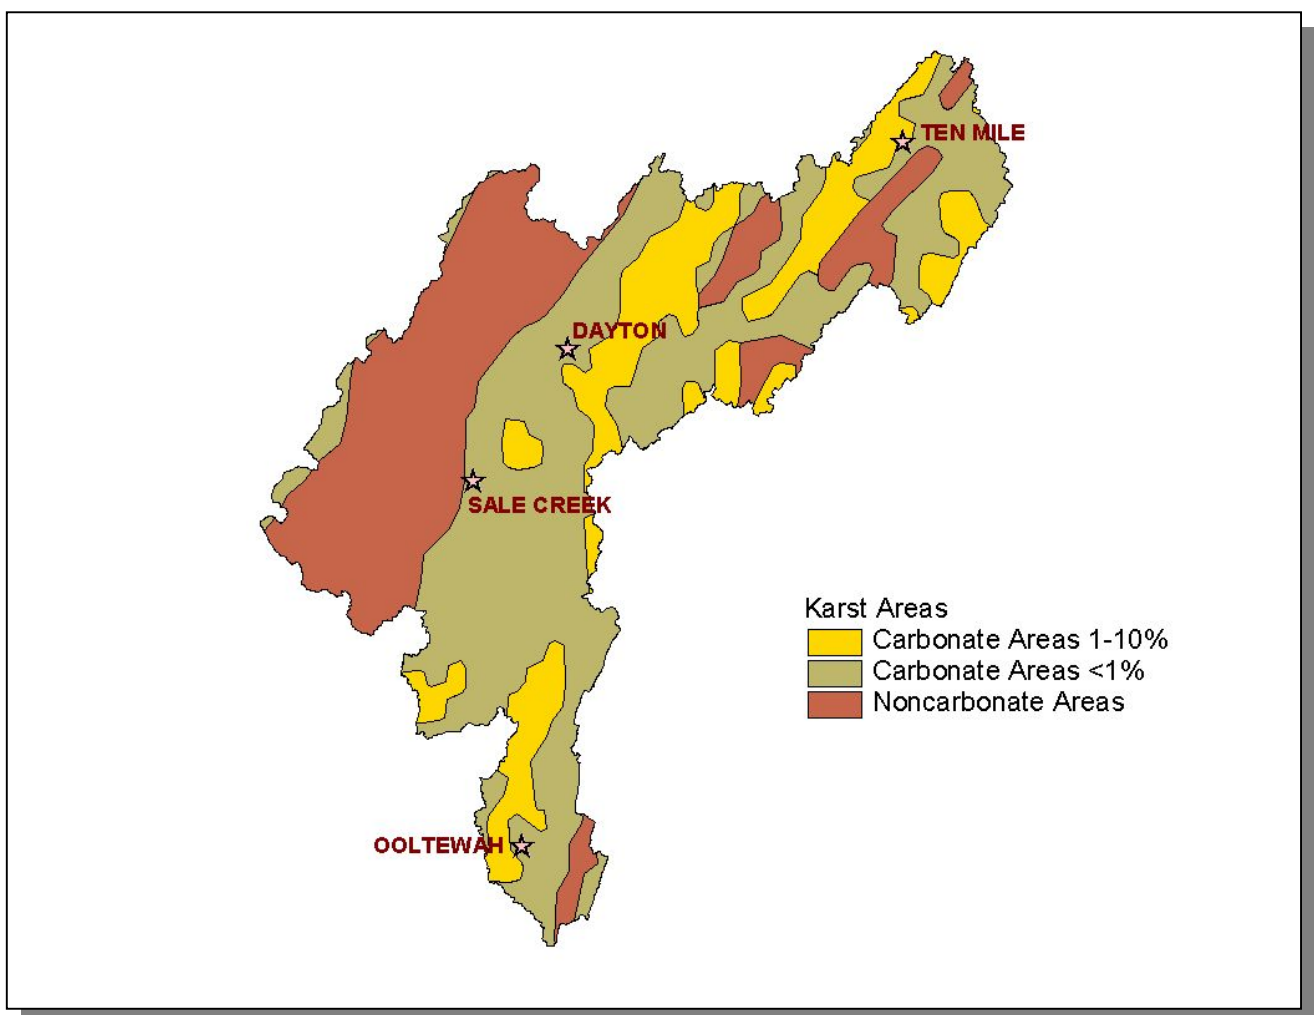 TEN MILE
DAYTON
SALE CREEK
Karst Areas
Carbonate Areas 1-10%
Carbonate Areas <1%
Noncarbonate Areas
OOLTEWAH